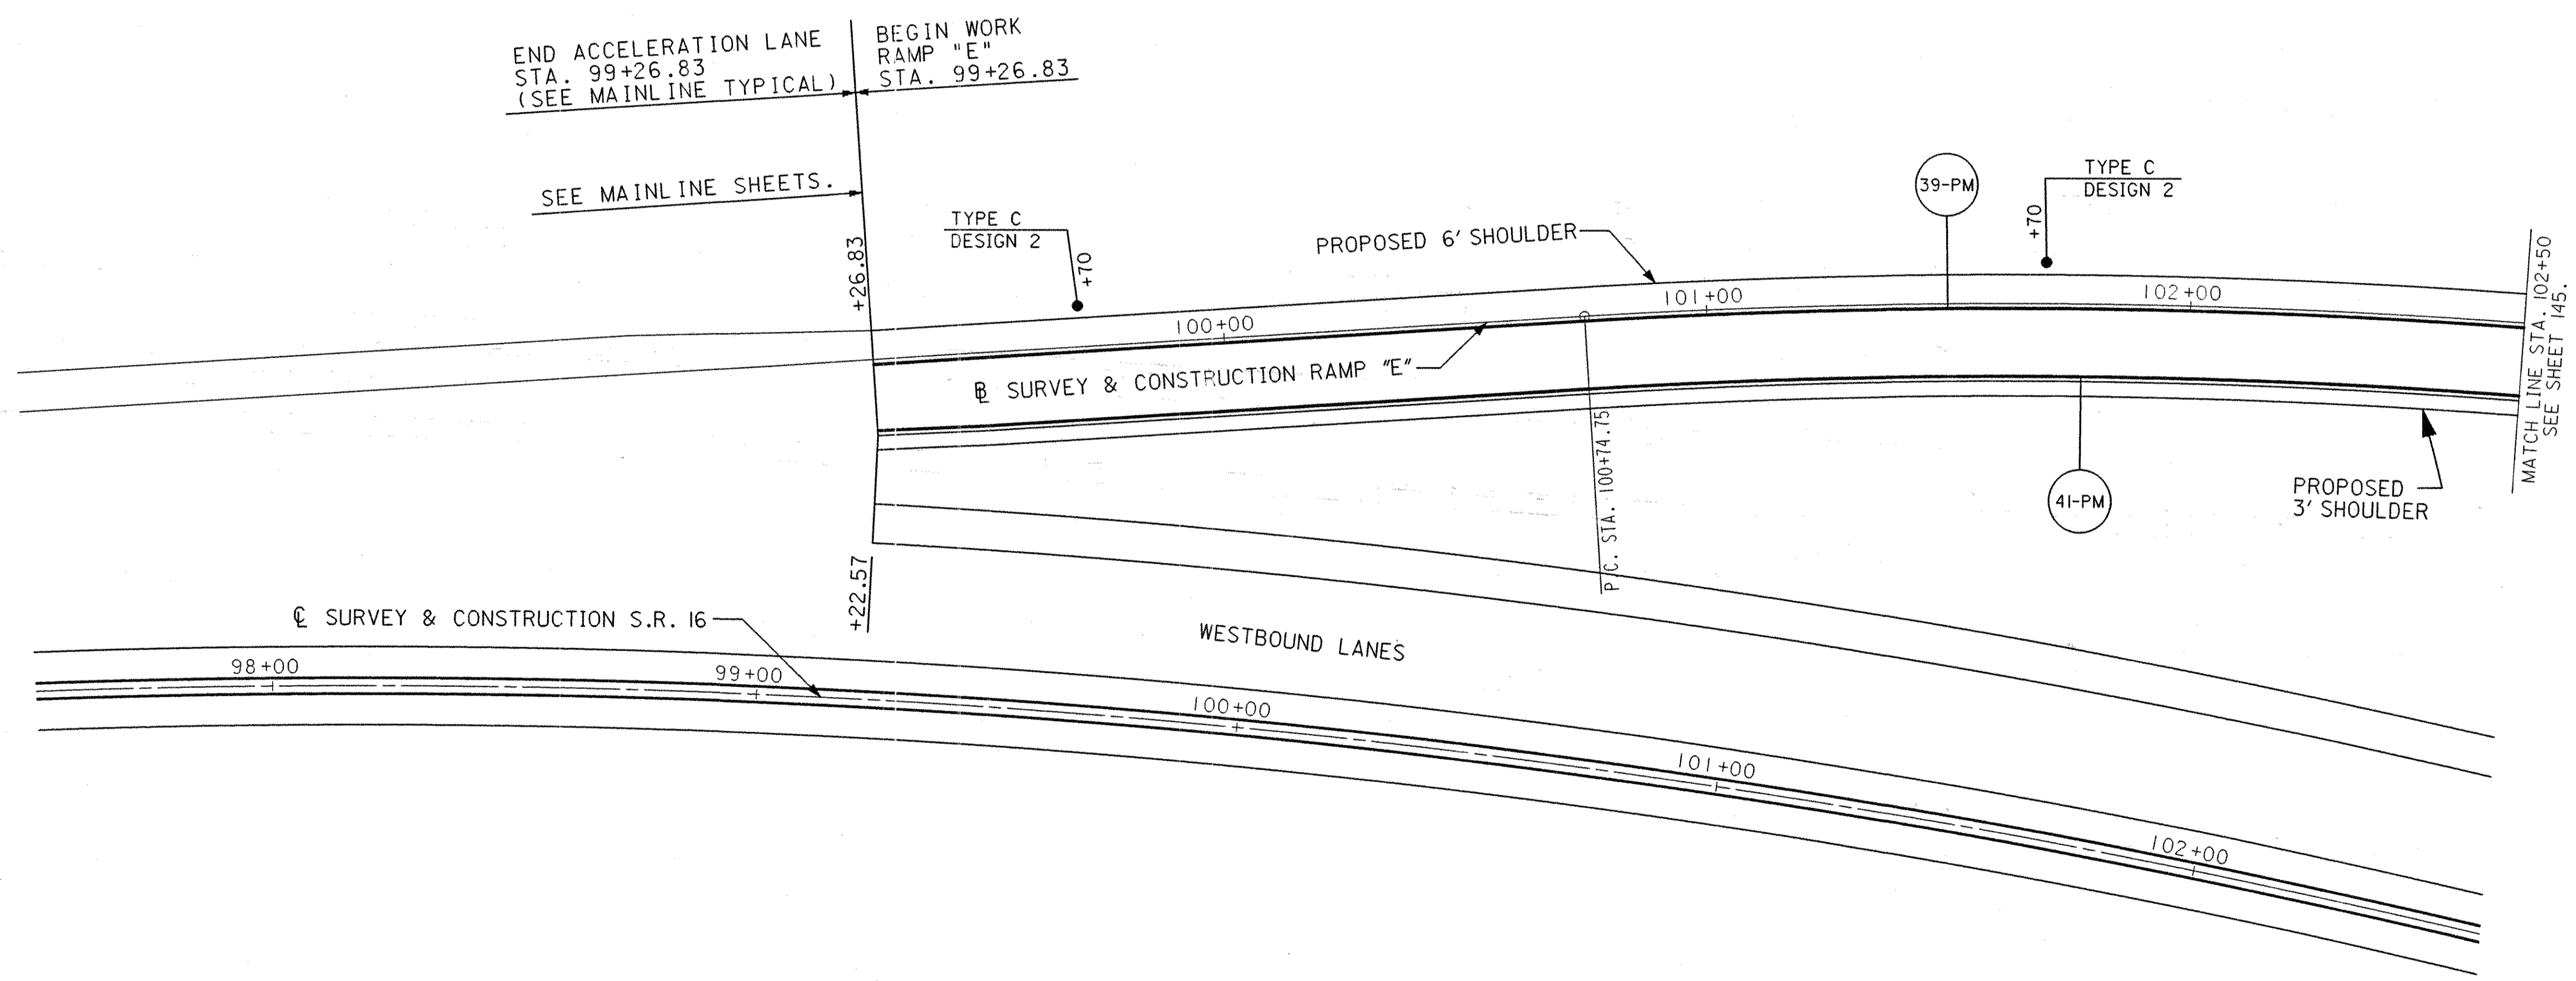 END ACCELERATION LANE
STA. 99+26.83
(SEE MAINLINE TYPICAL)
BEGIN WORK
RAMP "E"
STA. 99+26.83
SEE MAINLINE SHEETS.
+26.83
TYPE C
DESIGN 2
+70
PROPOSED 6' SHOULDER
39-PM
TYPE C
DESIGN 2
+70
100+00
101+00
102+00
MATCH LINE STA. 102+50
SEE SHEET 145.
℄ SURVEY & CONSTRUCTION RAMP "E"
P.C. STA. 100+74.75
41-PM
PROPOSED
3' SHOULDER
+22.57
℄ SURVEY & CONSTRUCTION S.R. 16
WESTBOUND LANES
98+00
99+00
100+00
101+00
102+00